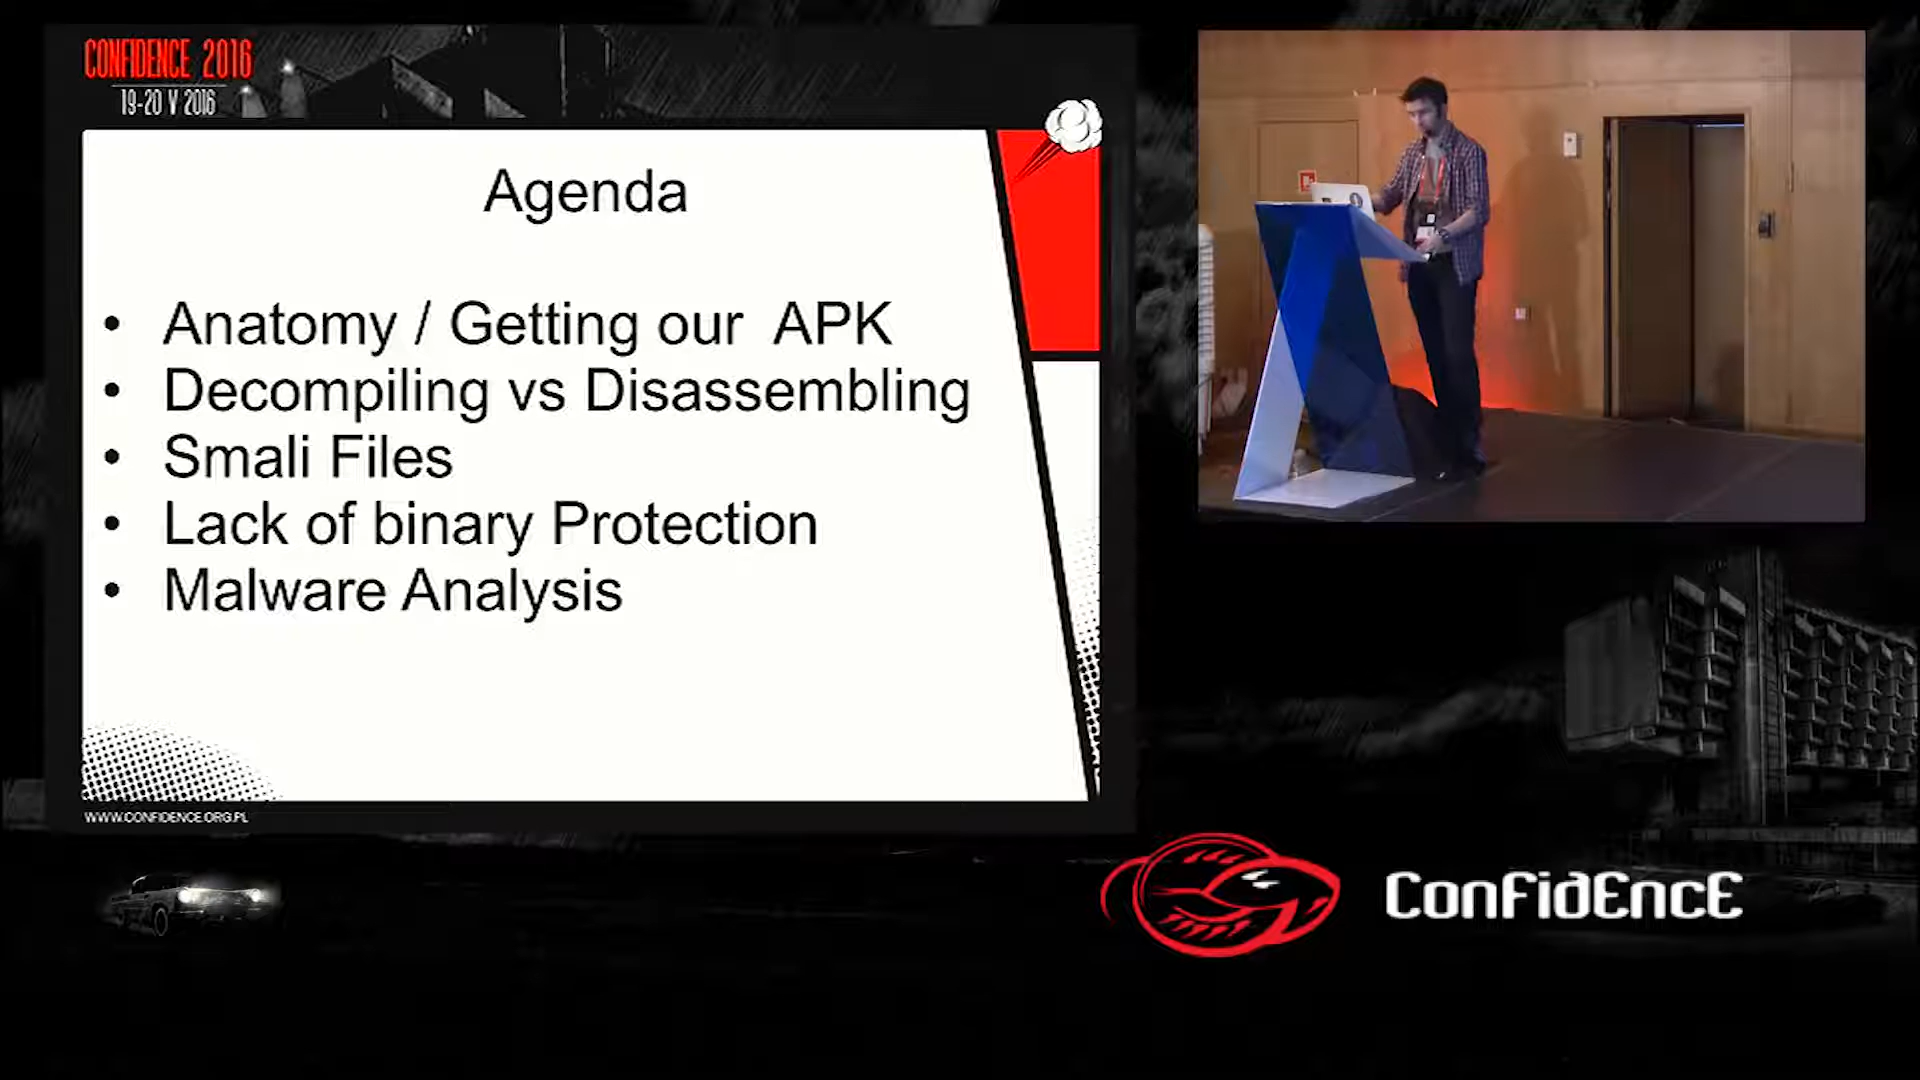 CONFIDENCE 2016
19-20 V 2016
Agenda
• Anatomy / Getting our APK
• Decompiling vs Disassembling
• Smali Files
• Lack of binary Protection
• Malware Analysis
WWW.CONFIDENCE.ORG.PL
ConFidEncE